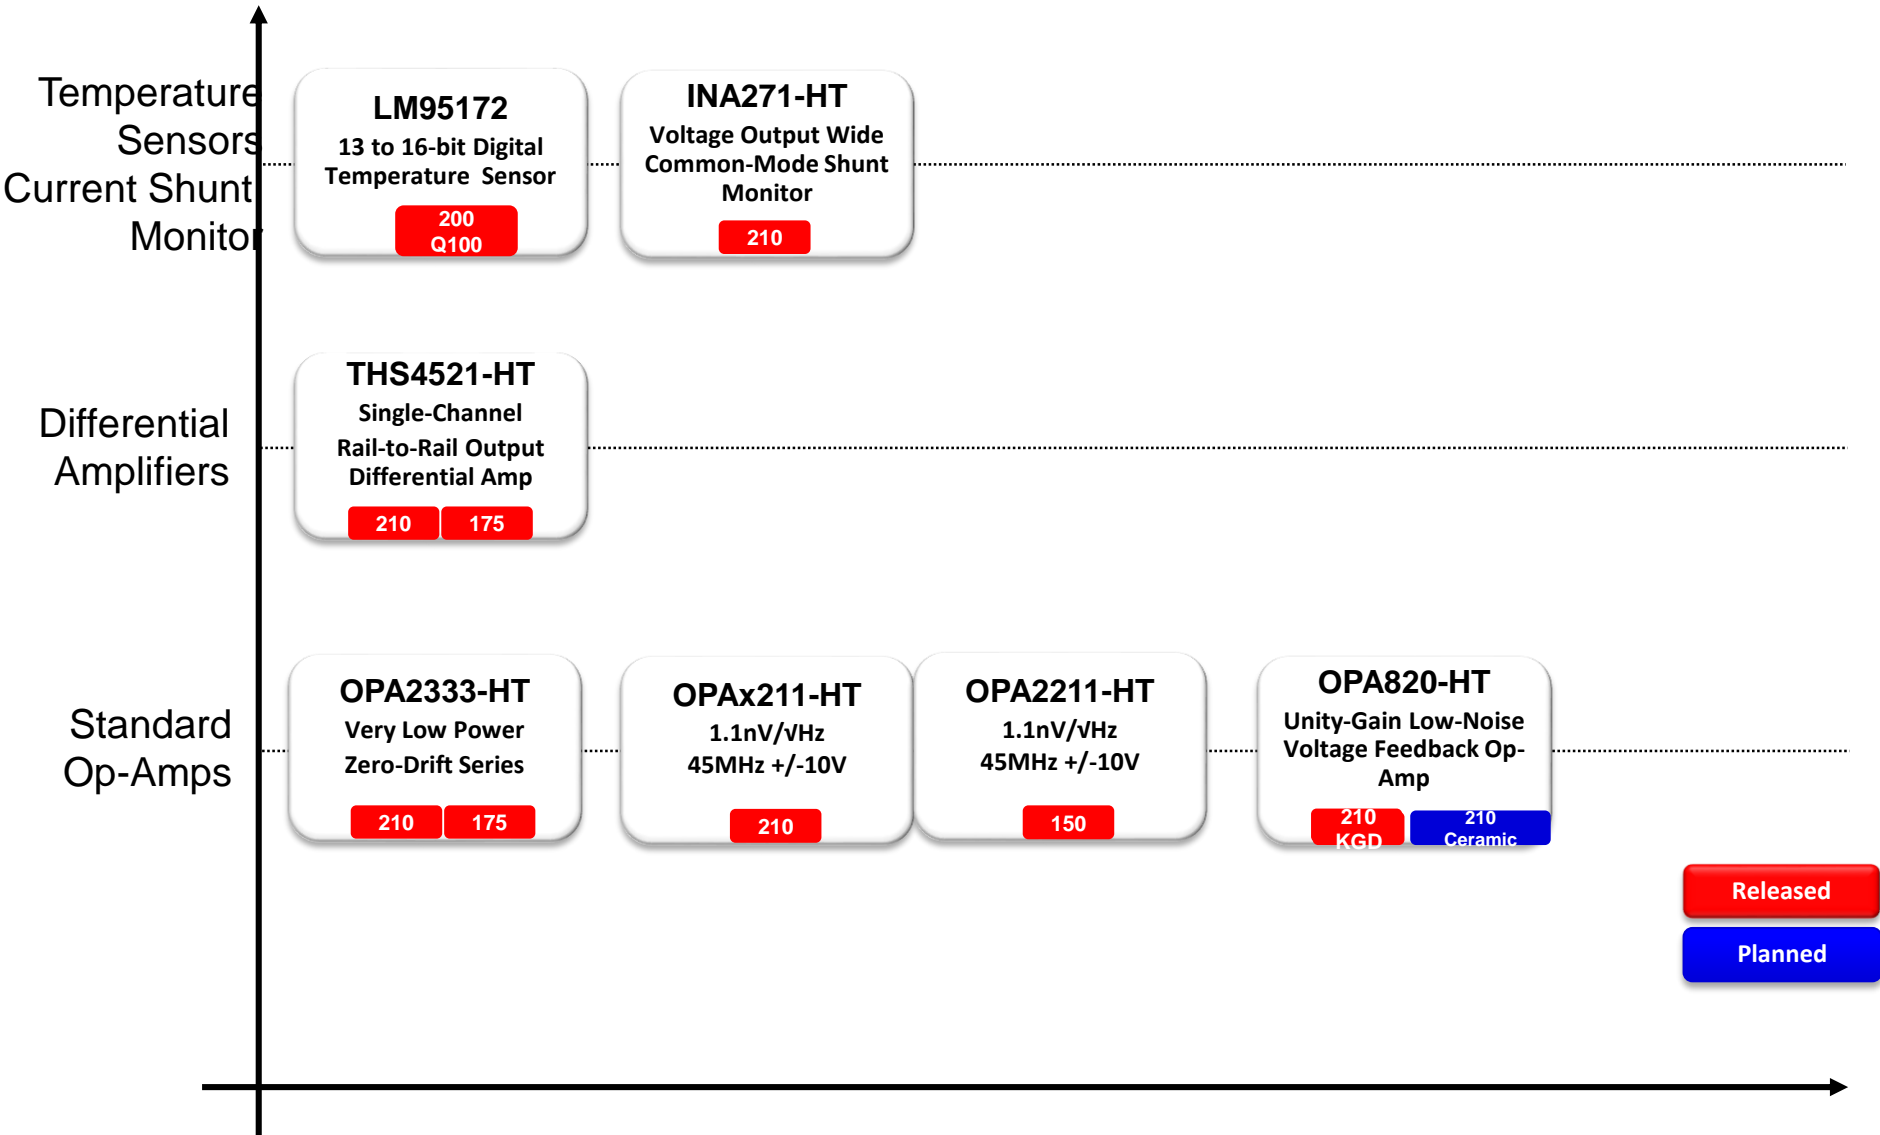 Temperature
Sensors
Current Shunt
Monitor
LM95172
13 to 16-bit Digital
Temperature Sensor
200
Q100
INA271-HT
Voltage Output Wide
Common-Mode Shunt
Monitor
210
Differential
Amplifiers
THS4521-HT
Single-Channel
Rail-to-Rail Output
Differential Amp
210
175
Standard
Op-Amps
OPA2333-HT
Very Low Power
Zero-Drift Series
210
175
OPAx211-HT
1.1nV/√Hz
45MHz +/-10V
210
OPA2211-HT
1.1nV/√Hz
45MHz +/-10V
150
OPA820-HT
Unity-Gain Low-Noise
Voltage Feedback Op-
Amp
210
KGD
210
Ceramic
Released
Planned